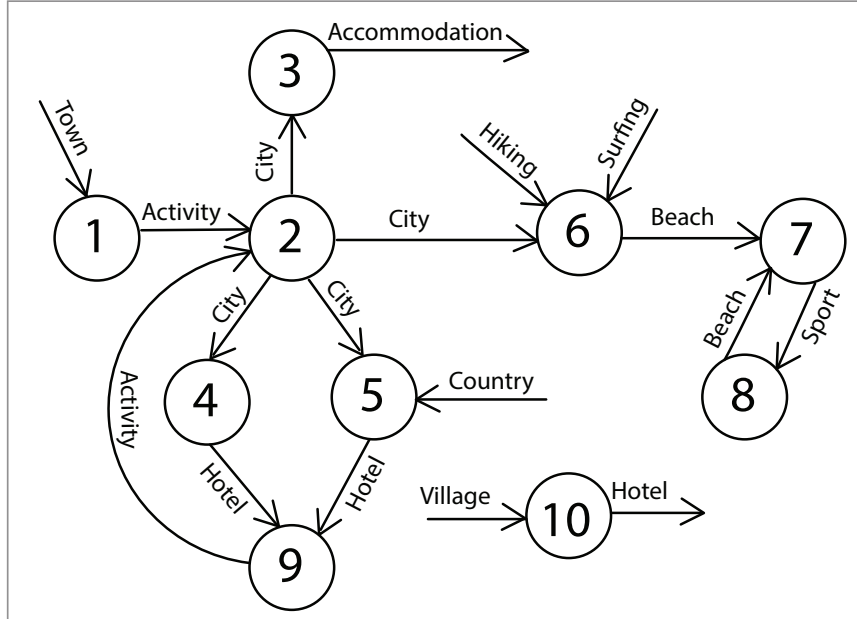 Accommodation
3
Town
City
Hiking
Surfing
1
Activity
2
City
6
Beach
7
City
City
Beach
Sport
Activity
4
5
Country
8
Hotel
Hotel
Village
10
Hotel
9